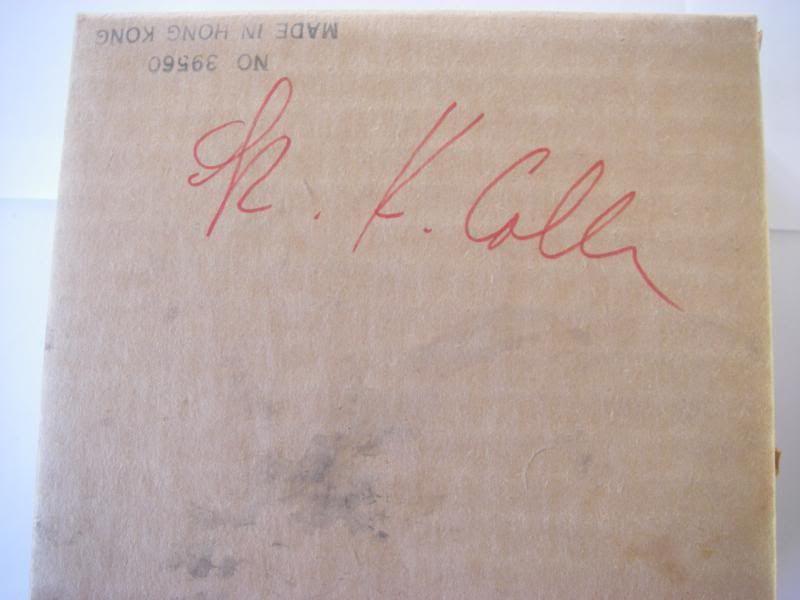 NO 39560
MADE IN HONG KONG
R. K.